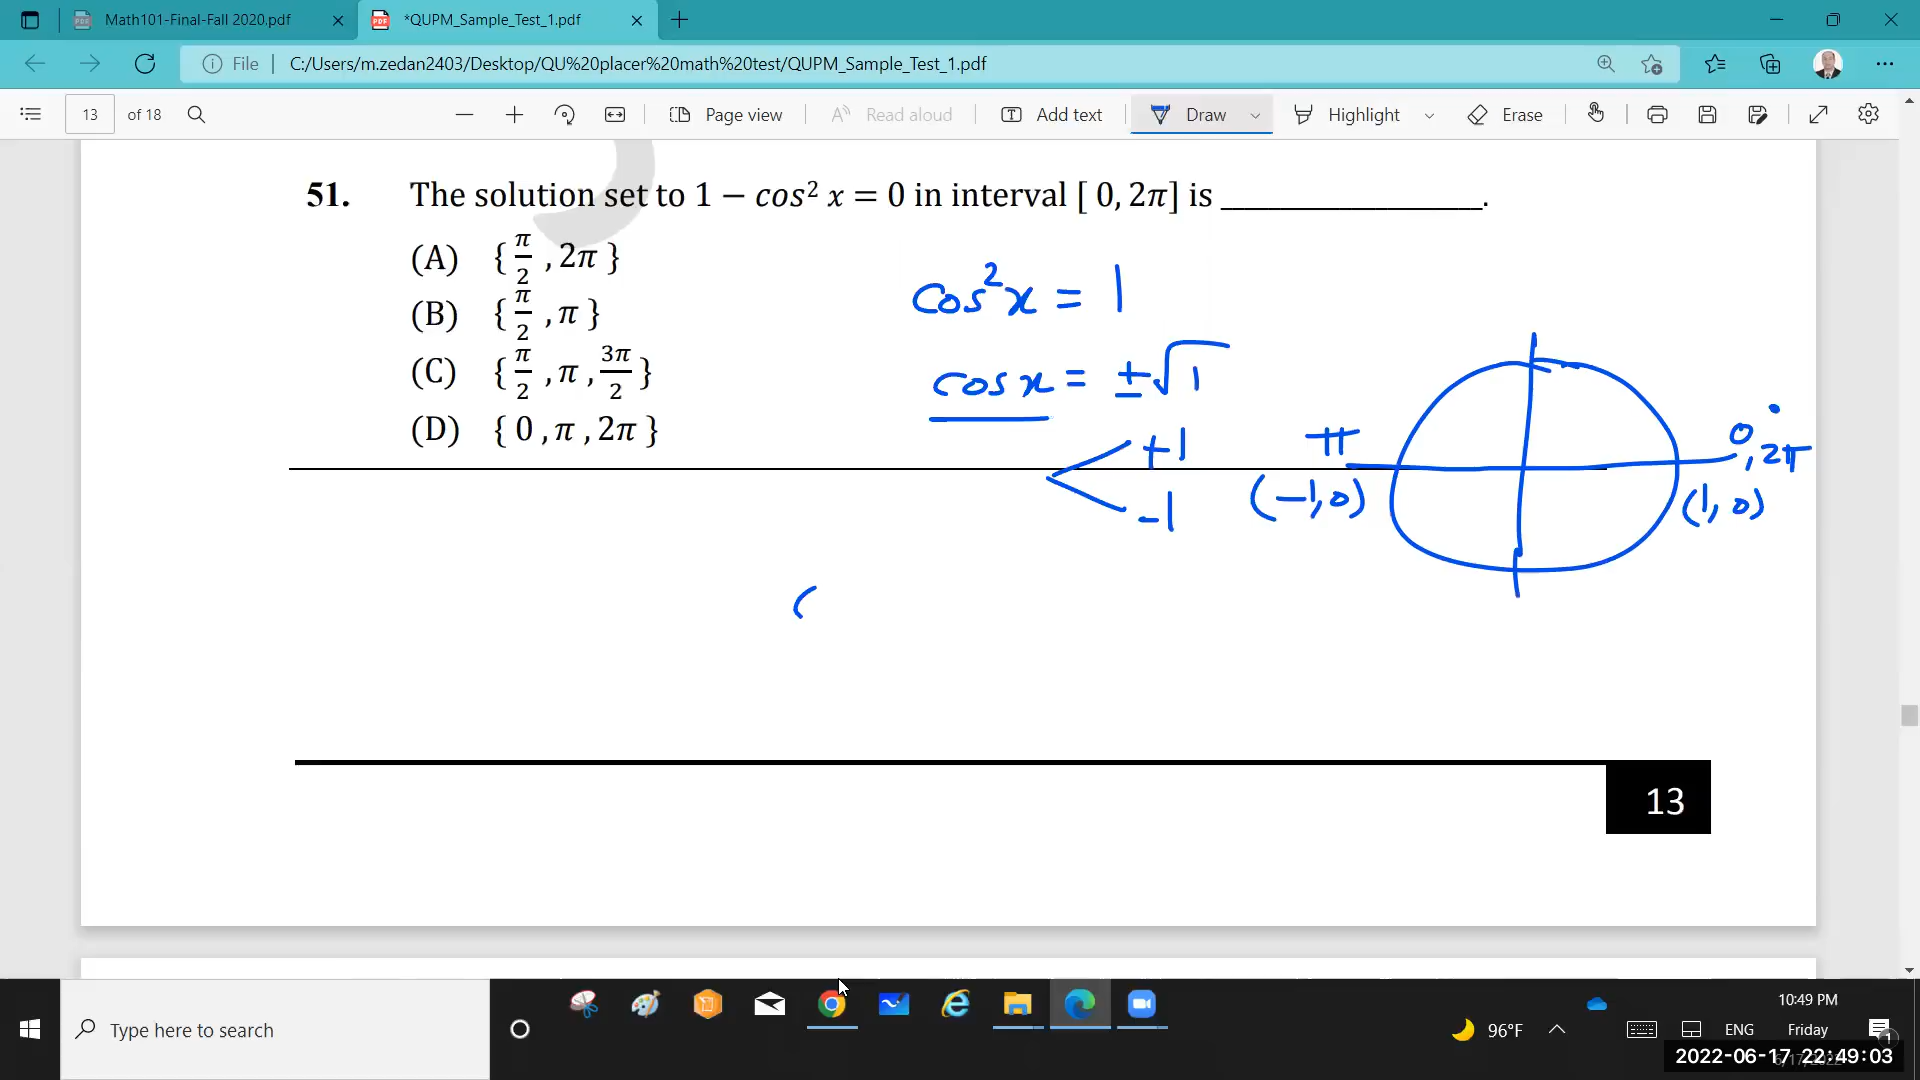 Math101-Final-Fall 2020.pdf
*QUPM_Sample_Test_1.pdf
File
C:/Users/m.zedan2403/Desktop/QU%20placer%20math%20test/QUPM_Sample_Test_1.pdf
13 of 18
Page view
Read aloud
Add text
Draw
Highlight
Erase
51. The solution set to 1 − cos² x = 0 in interval [ 0, 2π] is ________________.
(A) { π/2 , 2π }
(B) { π/2 , π }
(C) { π/2 , π , 3π/2 }
(D) { 0 , π , 2π }
cos²x = 1
cos x = ±√1
+1
-1
π
(-1,0)
0, 2π
(1, 0)
(
13
Type here to search
96°F
ENG
10:49 PM
Friday
1
2022-06-17 22:49:03